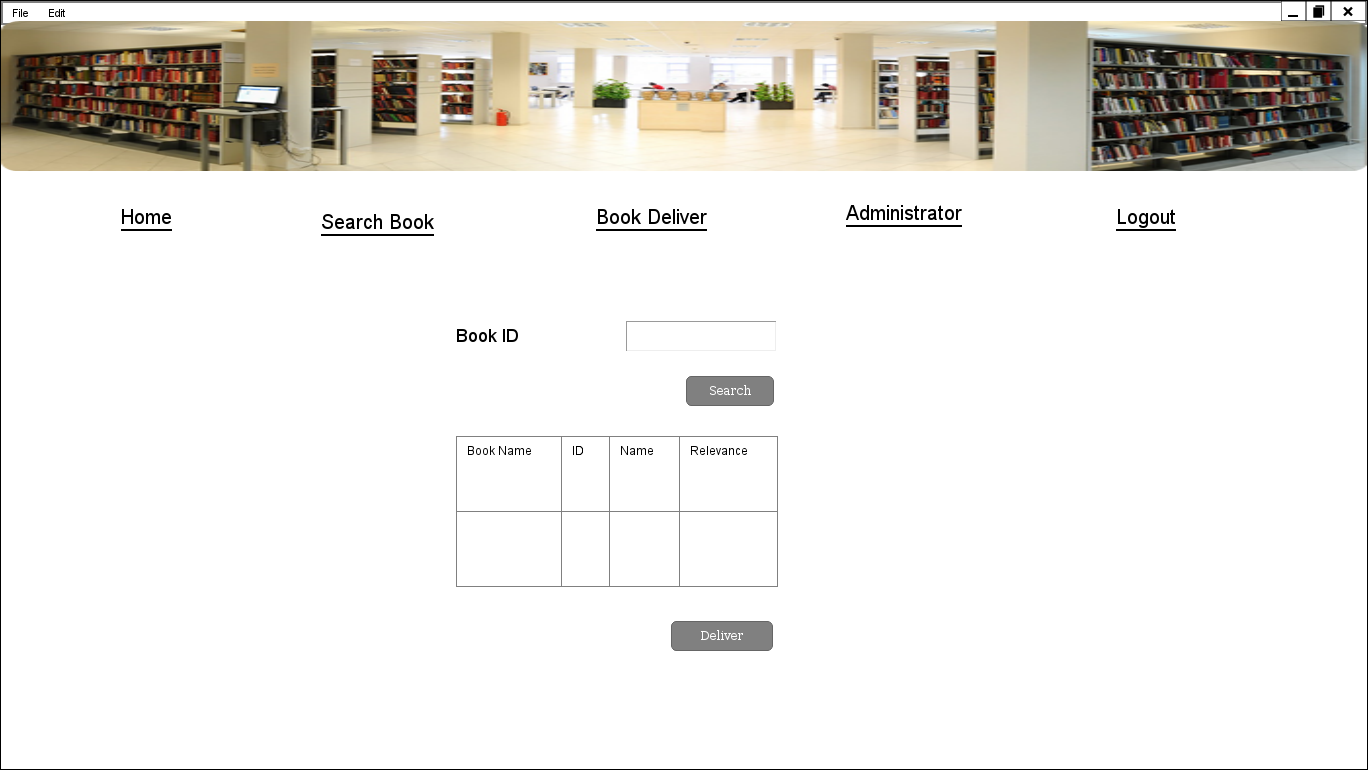 File Edit
Home Search Book Book Deliver Administrator Logout
Book ID
Search
Book Name ID Name Relevance
Deliver